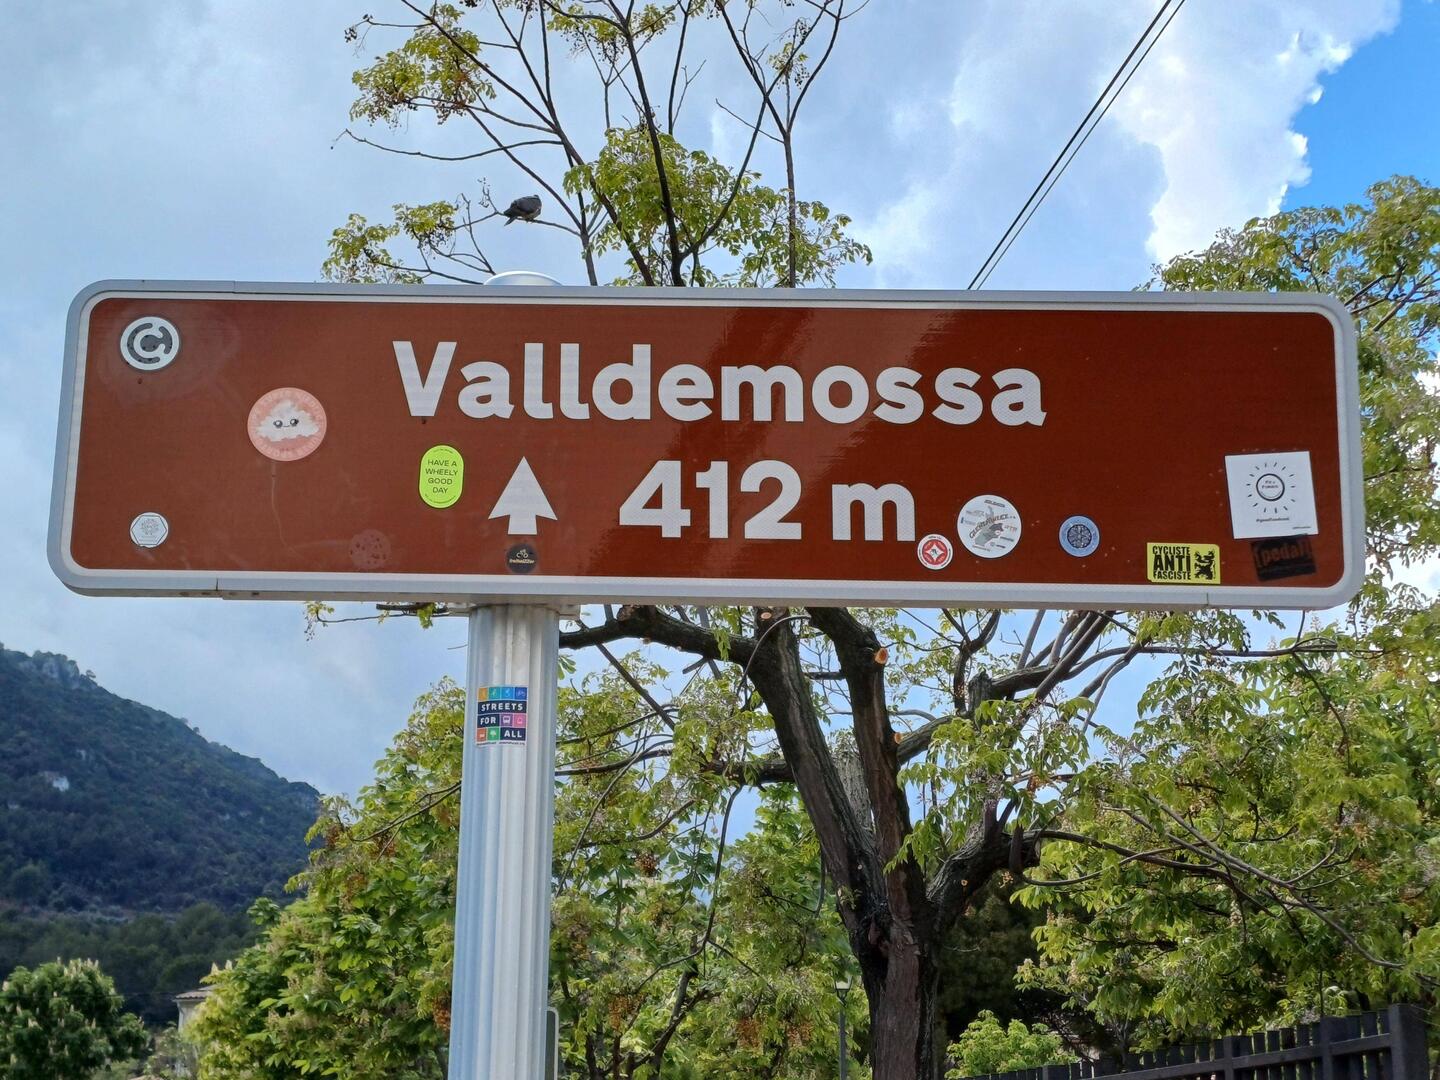 Valldemossa
412 m
HAVE A
WHEELY
GOOD
DAY
CYCLISTE
ANTI
FASCISTE
[pedal]
STREETS
FOR
ALL